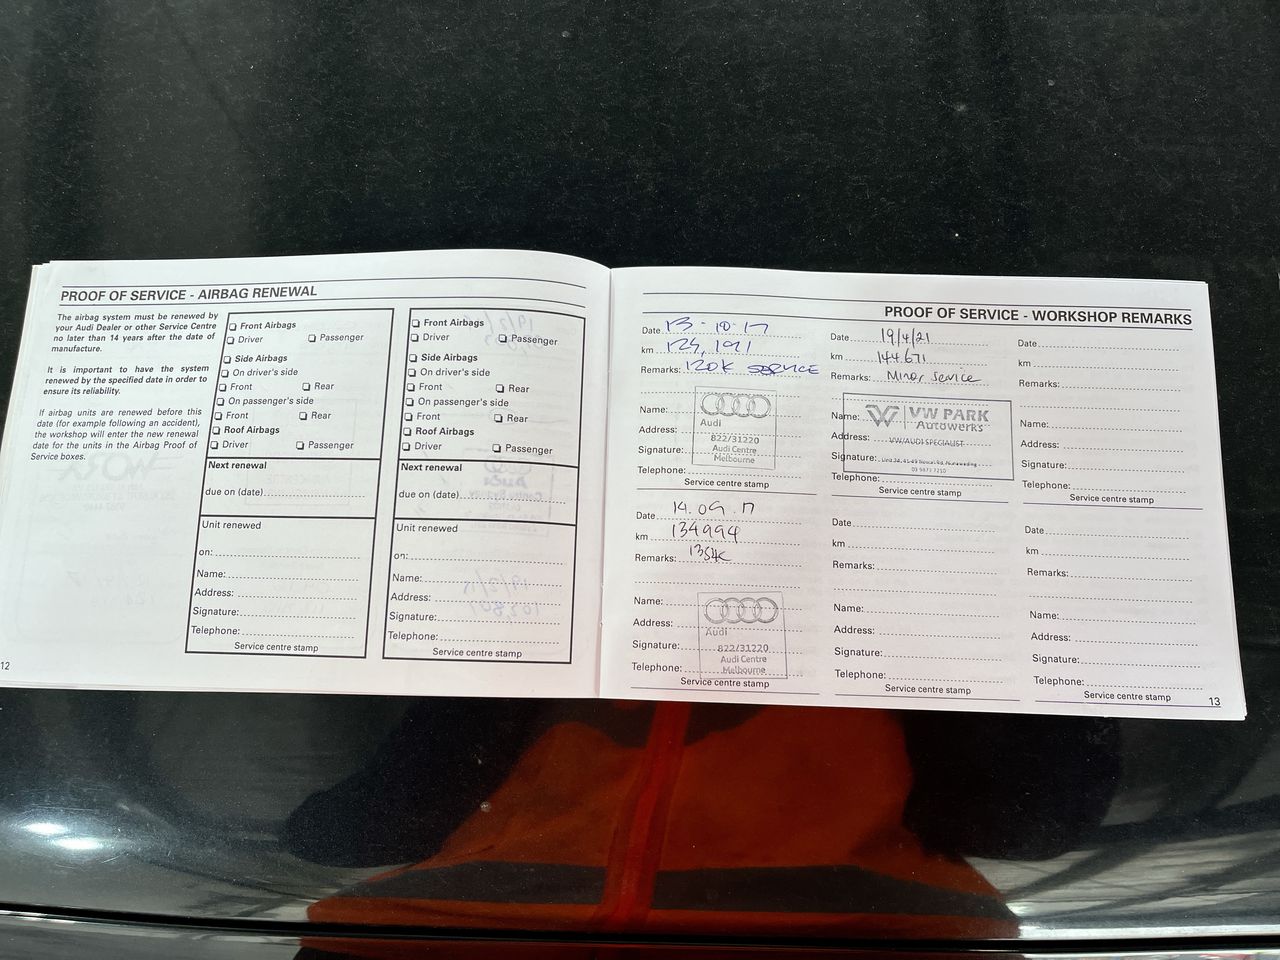 PROOF OF SERVICE - AIRBAG RENEWAL
The airbag system must be renewed by
your Audi Dealer or other Service Centre
no later than 14 years after the date of
manufacture.
It is important to have the system
renewed by the specified date in order to
ensure its reliability.
If airbag units are renewed before this
date (for example following an accident),
the workshop will enter the new renewal
date for the units in the Airbag Proof of
Service boxes.
Front Airbags
Driver Passenger
Side Airbags
On driver's side
Front Rear
On passenger's side
Front Rear
Roof Airbags
Driver Passenger
Next renewal
due on (date)
Unit renewed
on:
Name:
Address:
Signature:
Telephone:
Service centre stamp
Front Airbags
Driver Passenger
Side Airbags
On driver's side
Front Rear
On passenger's side
Front Rear
Roof Airbags
Driver Passenger
Next renewal
due on (date)
Unit renewed
on:
Name:
Address:
Signature:
Telephone:
Service centre stamp
12
PROOF OF SERVICE - WORKSHOP REMARKS
Date 13-10-17
km 125,191
Remarks: 120K SERVICE
Name:
Address:
Signature:
Telephone:
Audi
822/31220
Audi Centre
Melbourne
Service centre stamp
Date 19.09.17
km 134994
Remarks: 135K
Name:
Address:
Signature:
Telephone:
Audi
822/31220
Audi Centre
Melbourne
Service centre stamp
Date 19/4/21
km 144.671
Remarks: Minor Service
Name:
Address:
Signature:
Telephone:
VW PARK
Autowerks
VW/AUDI SPECIALIST
Service centre stamp
Date
km
Remarks:
Name:
Address:
Signature:
Telephone:
Service centre stamp
Date
km
Remarks:
Name:
Address:
Signature:
Telephone:
Service centre stamp
Date
km
Remarks:
Name:
Address:
Signature:
Telephone:
Service centre stamp
13